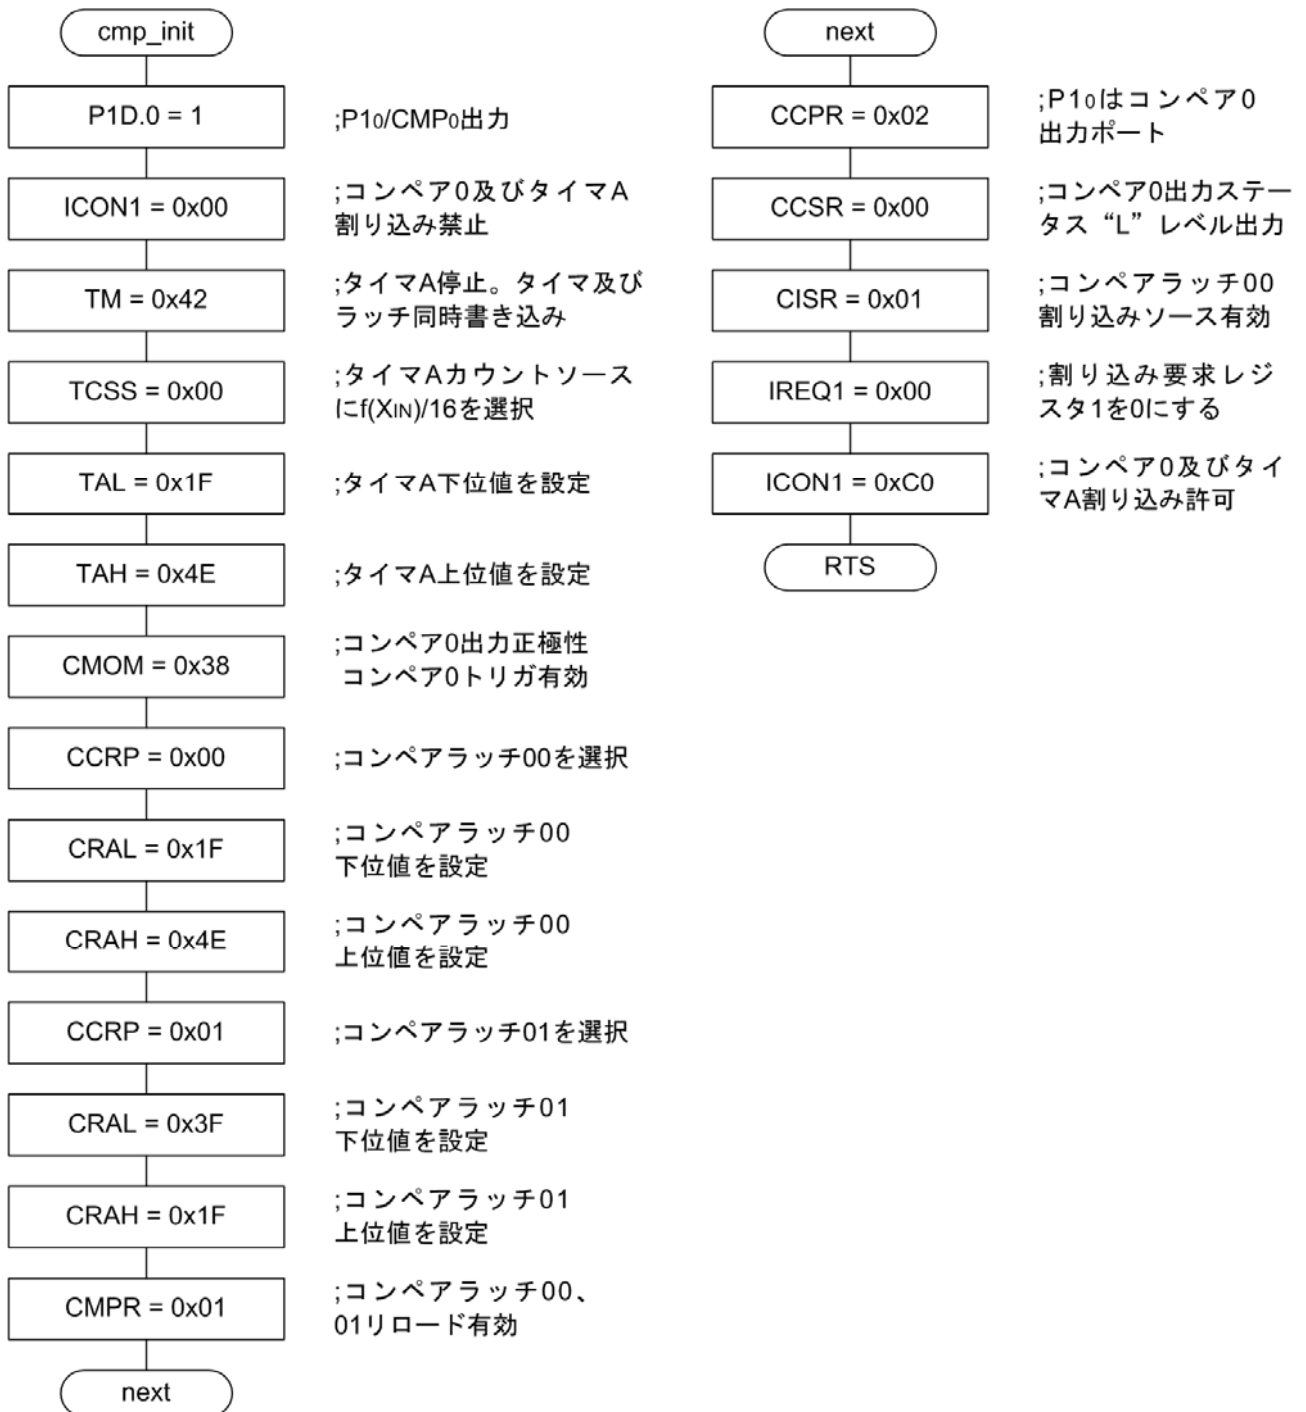 cmp_init
P1D.0 = 1
;P10/CMP0出力
ICON1 = 0x00
;コンペア0及びタイマA
割り込み禁止
TM = 0x42
;タイマA停止。タイマ及び
ラッチ同時書き込み
TCSS = 0x00
;タイマAカウントソース
にf(XIN)/16を選択
TAL = 0x1F
;タイマA下位値を設定
TAH = 0x4E
;タイマA上位値を設定
CMOM = 0x38
;コンペア0出力正極性
コンペア0トリガ有効
CCRP = 0x00
;コンペアラッチ00を選択
CRAL = 0x1F
;コンペアラッチ00
下位値を設定
CRAH = 0x4E
;コンペアラッチ00
上位値を設定
CCRP = 0x01
;コンペアラッチ01を選択
CRAL = 0x3F
;コンペアラッチ01
下位値を設定
CRAH = 0x1F
;コンペアラッチ01
上位値を設定
CMPR = 0x01
;コンペアラッチ00、
01リロード有効
next
next
CCPR = 0x02
;P10はコンペア0
出力ポート
CCSR = 0x00
;コンペア0出力ステー
タス“L”レベル出力
CISR = 0x01
;コンペアラッチ00
割り込みソース有効
IREQ1 = 0x00
;割り込み要求レジ
スタ1を0にする
ICON1 = 0xC0
;コンペア0及びタイ
マA割り込み許可
RTS